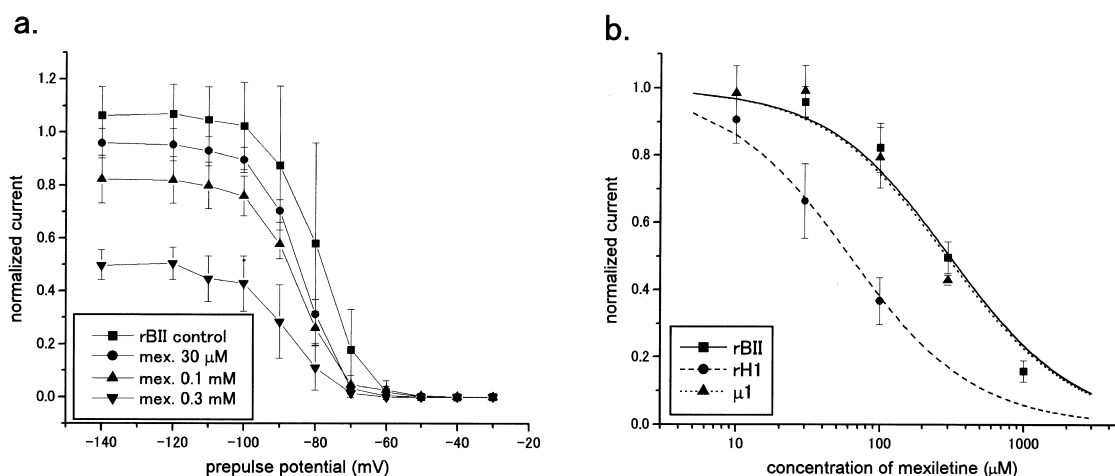 a.
normalized current
1.2
1.0
0.8
0.6
0.4
0.2
0.0
rBII control
mex. 30 μM
mex. 0.1 mM
mex. 0.3 mM
-140 -120 -100 -80 -60 -40 -20
prepulse potential (mV)
b.
normalized current
1.0
0.8
0.6
0.4
0.2
0.0
rBII
rH1
μ1
10 100 1000
concentration of mexiletine (μM)